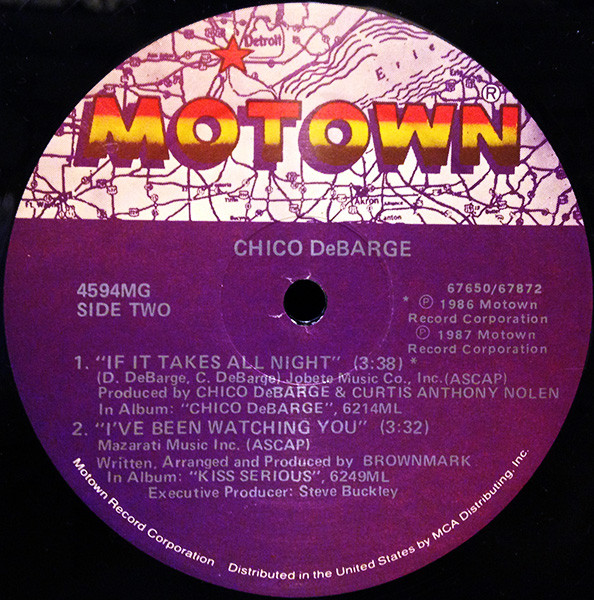 Detroit
Erie
MOTOWN®
Akron
Ft. Wayne
Canton
CHICO DeBARGE
4594MG
SIDE TWO
67650/67872
* ℗ 1986 Motown
Record Corporation
℗ 1987 Motown
Record Corporation
1. "IF IT TAKES ALL NIGHT" (3:38) *
(D. DeBarge, C. DeBarge) Jobete Music Co., Inc. (ASCAP)
Produced by CHICO DeBARGE & CURTIS ANTHONY NOLEN
In Album: "CHICO DeBARGE", 6214ML
2. "I'VE BEEN WATCHING YOU" (3:32)
Mazarati Music Inc. (ASCAP)
Written, Arranged and Produced by BROWNMARK
In Album: "KISS SERIOUS", 6249ML
Executive Producer: Steve Buckley
Motown Record Corporation Distributed in the United States by MCA Distributing, Inc.